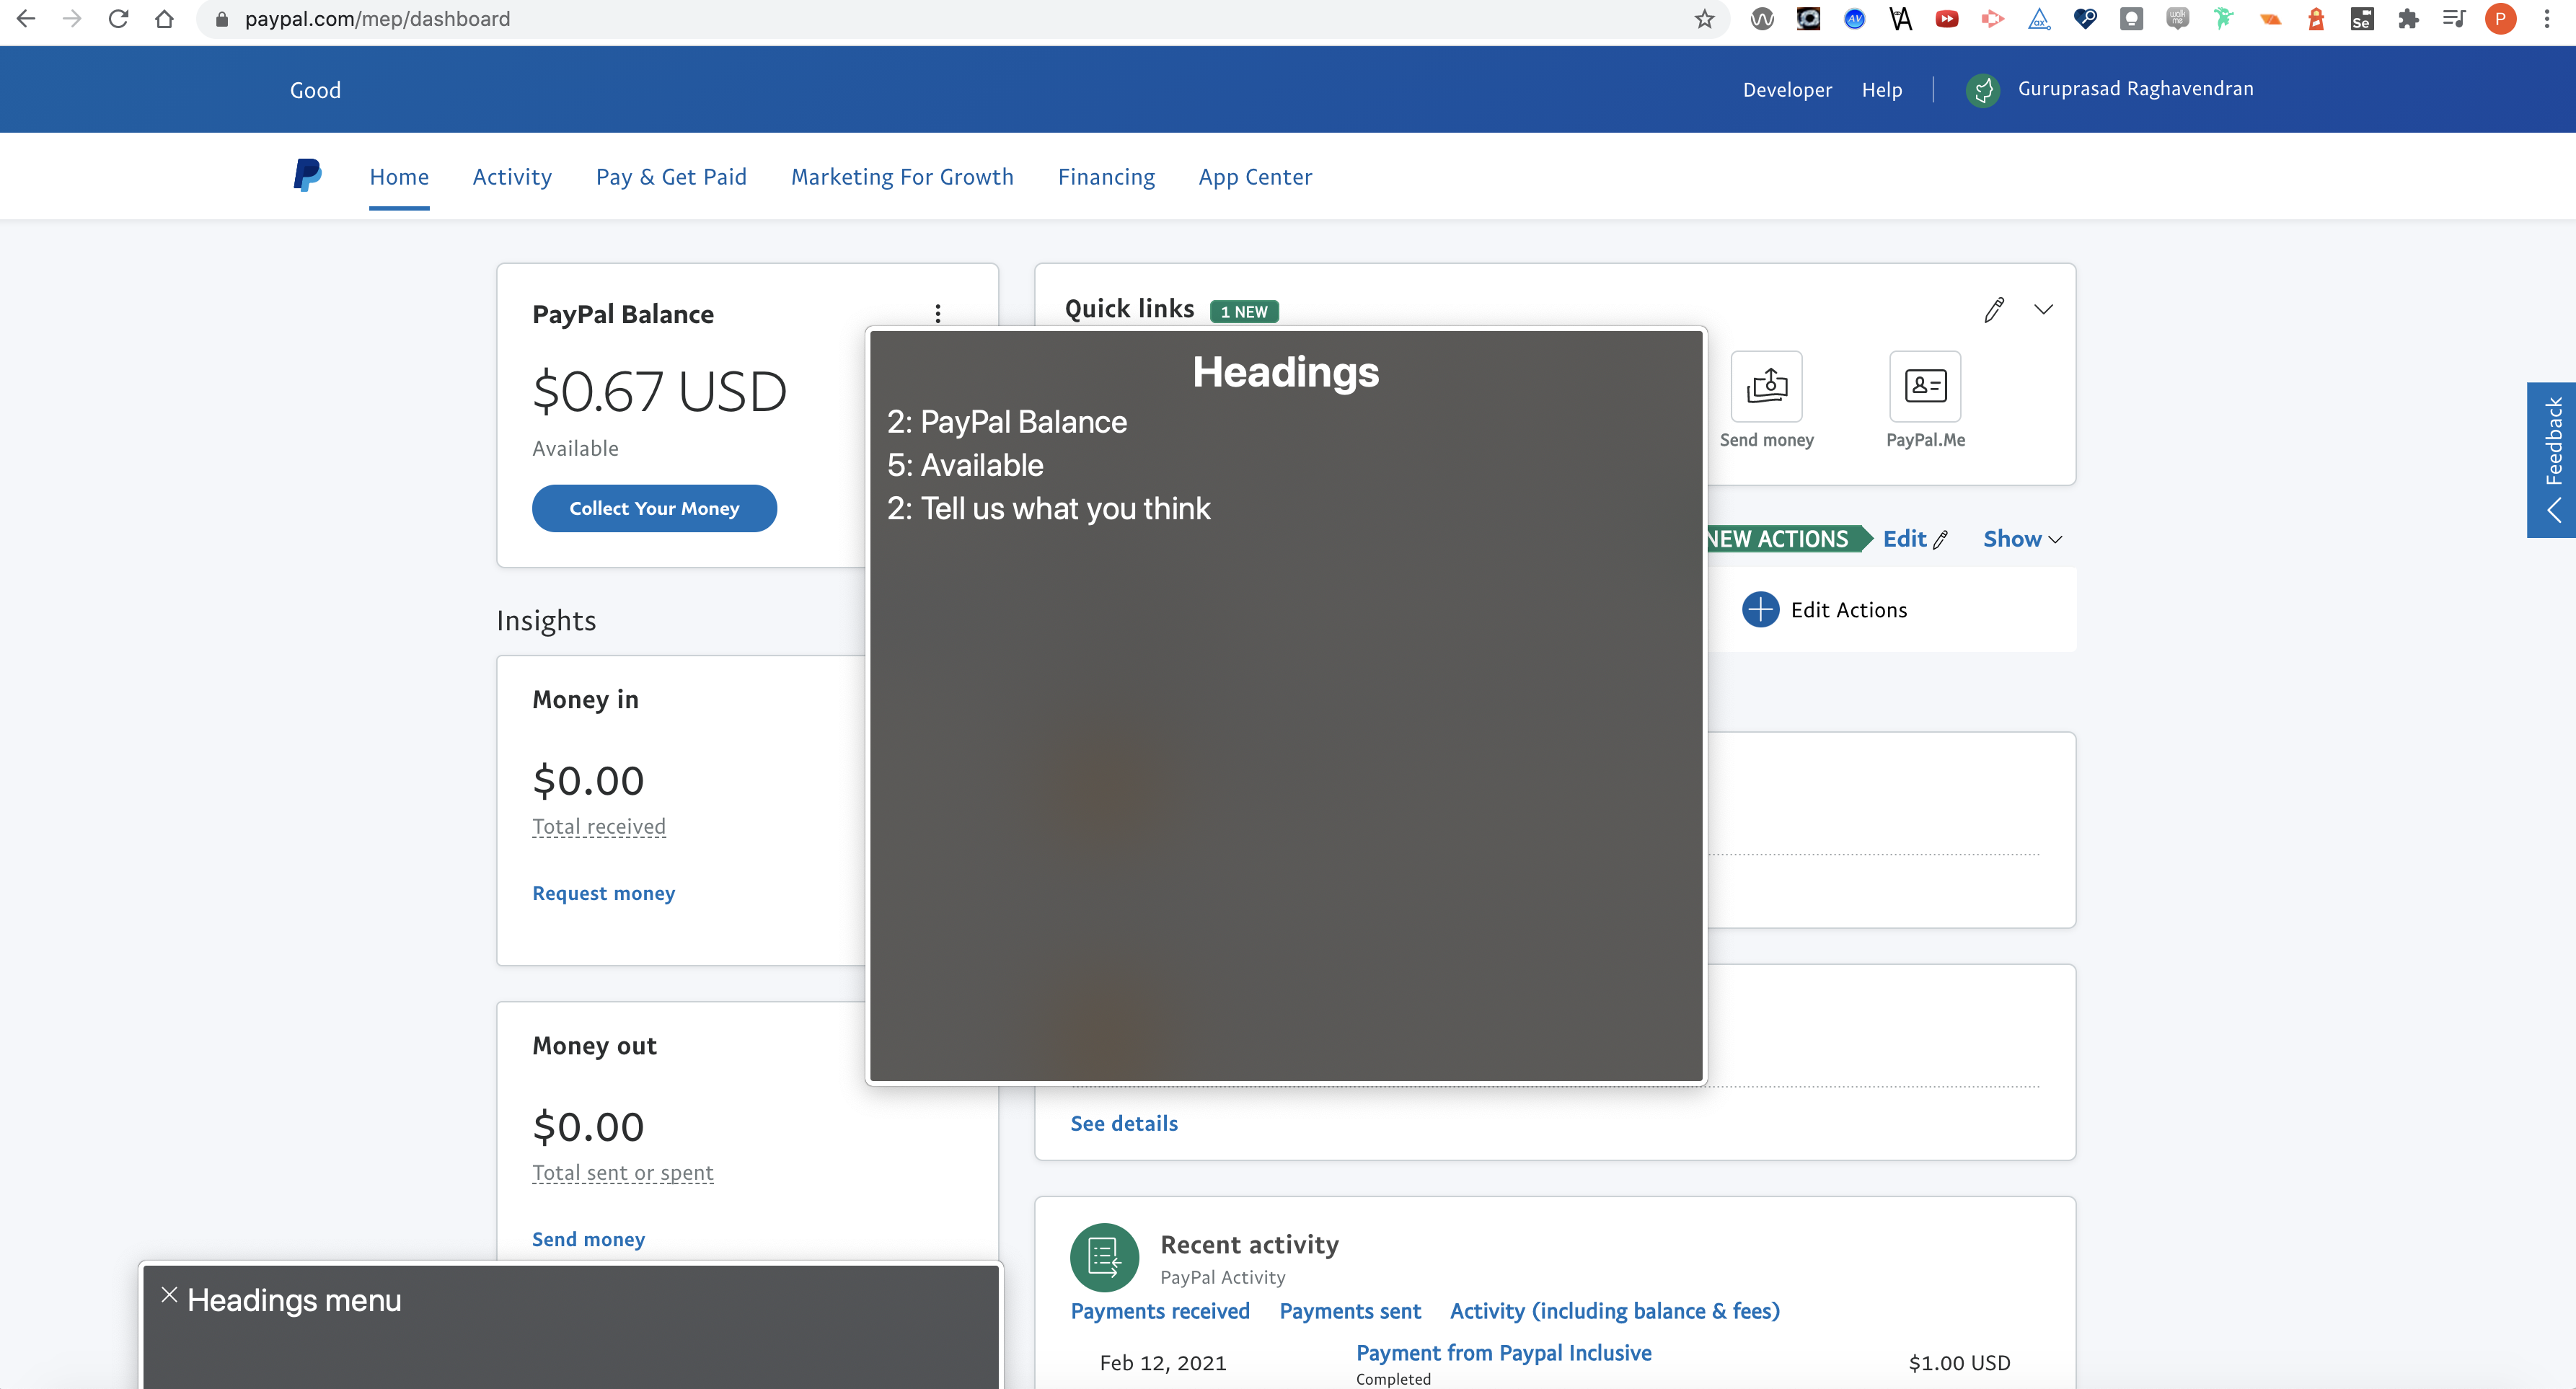 paypal.com/mep/dashboard
Good
Developer Help Guruprasad Raghavendran
Home Activity Pay & Get Paid Marketing For Growth Financing App Center
PayPal Balance
$0.67 USD
Available
Collect Your Money
Quick links 1 NEW
Send money PayPal.Me
Feedback
NEW ACTIONS Edit Show
Edit Actions
Headings
2: PayPal Balance
5: Available
2: Tell us what you think
Insights
Money in
$0.00
Total received
Request money
Money out
$0.00
Total sent or spent
Send money
See details
Recent activity
PayPal Activity
Payments received Payments sent Activity (including balance & fees)
Feb 12, 2021 Payment from Paypal Inclusive $1.00 USD
Completed
Headings menu